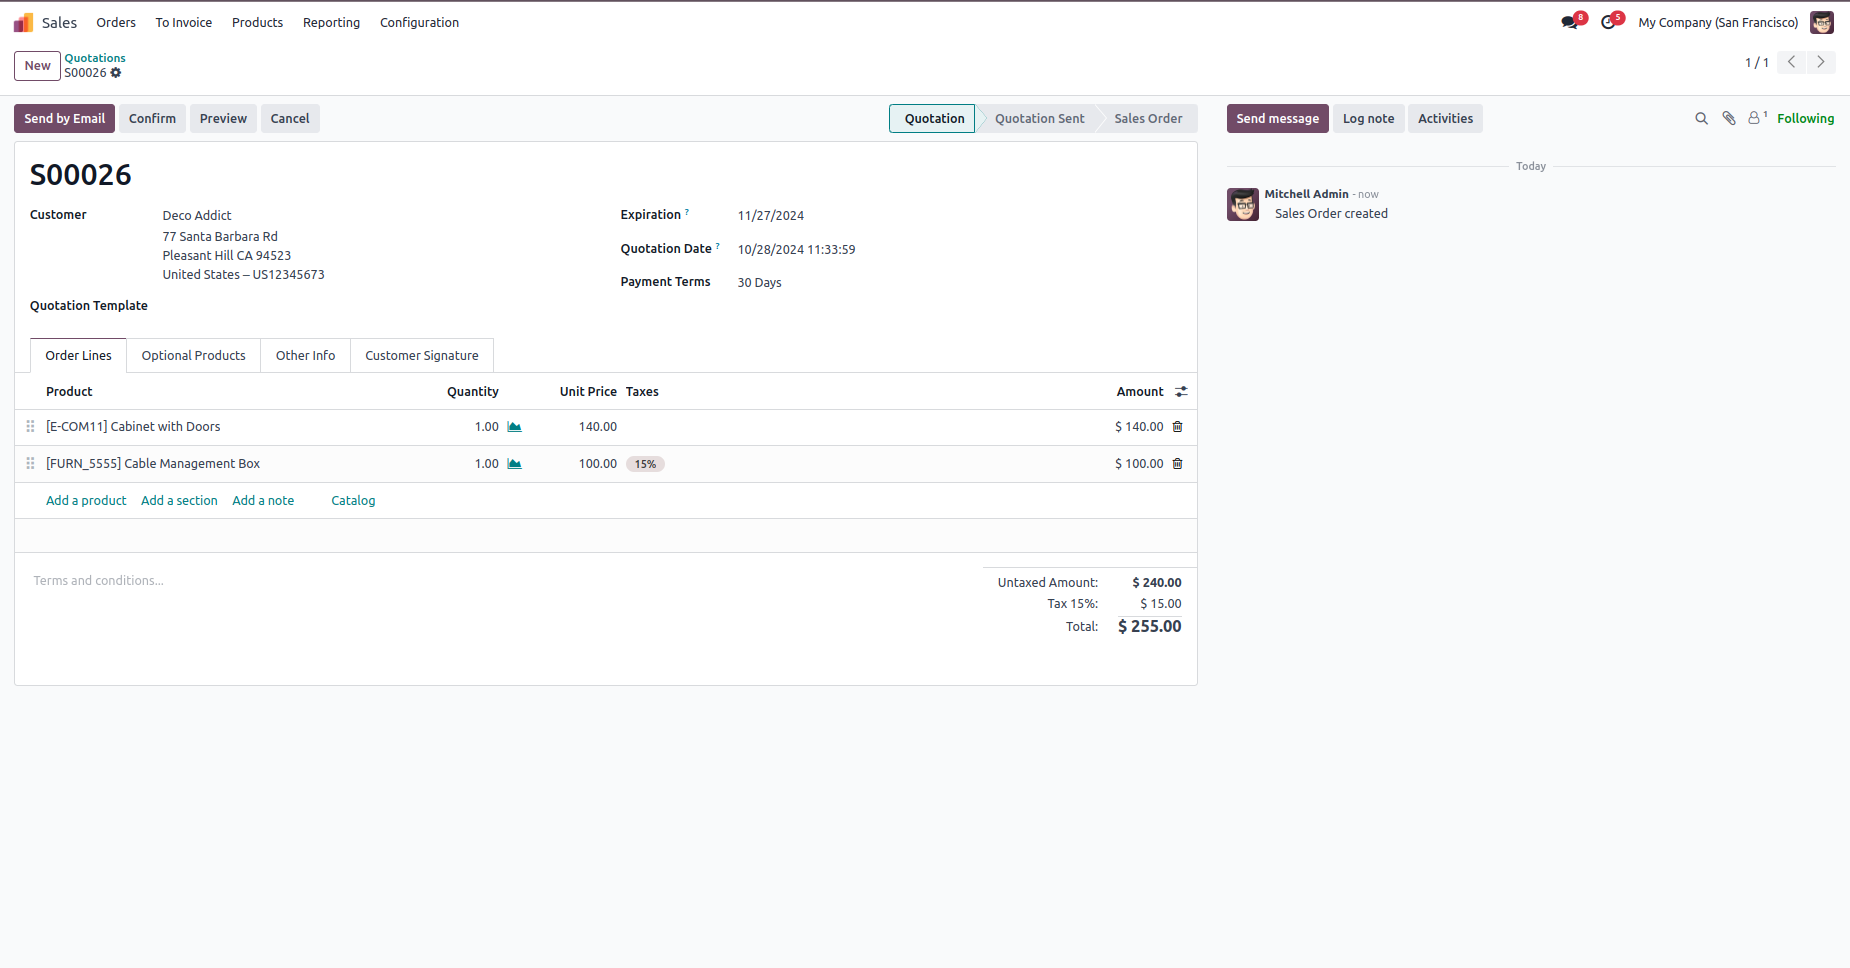 Sales Orders To Invoice Products Reporting Configuration 8 5 My Company (San Francisco)
New Quotations
S00026
1 / 1
Send by Email Confirm Preview Cancel Quotation Quotation Sent Sales Order Send message Log note Activities 1 Following
S00026
Customer Deco Addict
77 Santa Barbara Rd
Pleasant Hill CA 94523
United States – US12345673
Quotation Template
Expiration ? 11/27/2024
Quotation Date ? 10/28/2024 11:33:59
Payment Terms 30 Days
Order Lines Optional Products Other Info Customer Signature
Product Quantity Unit Price Taxes Amount
[E-COM11] Cabinet with Doors 1.00 140.00 $ 140.00
[FURN_5555] Cable Management Box 1.00 100.00 15% $ 100.00
Add a product Add a section Add a note Catalog
Terms and conditions...
Untaxed Amount: $ 240.00
Tax 15%: $ 15.00
Total: $ 255.00
Today
Mitchell Admin - now
Sales Order created